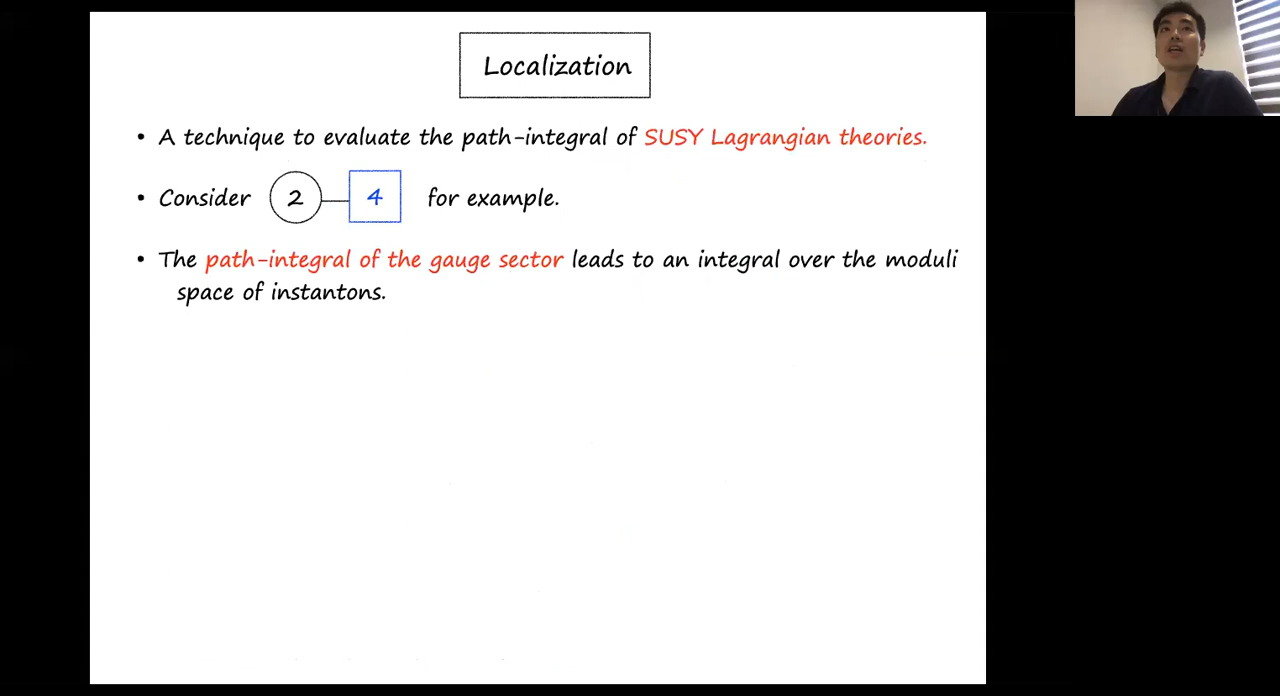 Localization
• A technique to evaluate the path-integral of SUSY Lagrangian theories.
• Consider 2 4 for example.
• The path-integral of the gauge sector leads to an integral over the moduli
space of instantons.